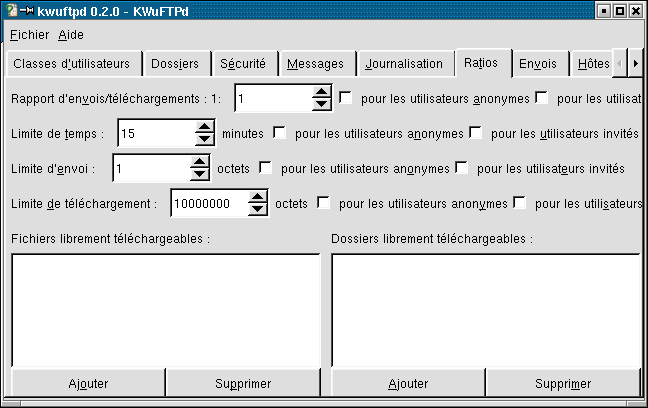 kwuftpd 0.2.0 - KWuFTPd
Fichier Aide
Classes d'utilisateurs Dossiers Sécurité Messages Journalisation Ratios Envois Hôtes
Rapport d'envois/téléchargements : 1: 1 pour les utilisateurs anonymes pour les utilisat
Limite de temps : 15 minutes pour les utilisateurs anonymes pour les utilisateurs invités
Limite d'envoi : 1 octets pour les utilisateurs anonymes pour les utilisateurs invités
Limite de téléchargement : 10000000 octets pour les utilisateurs anonymes pour les utilisateurs
Fichiers librement téléchargeables : Dossiers librement téléchargeables :
Ajouter Supprimer Ajouter Supprimer